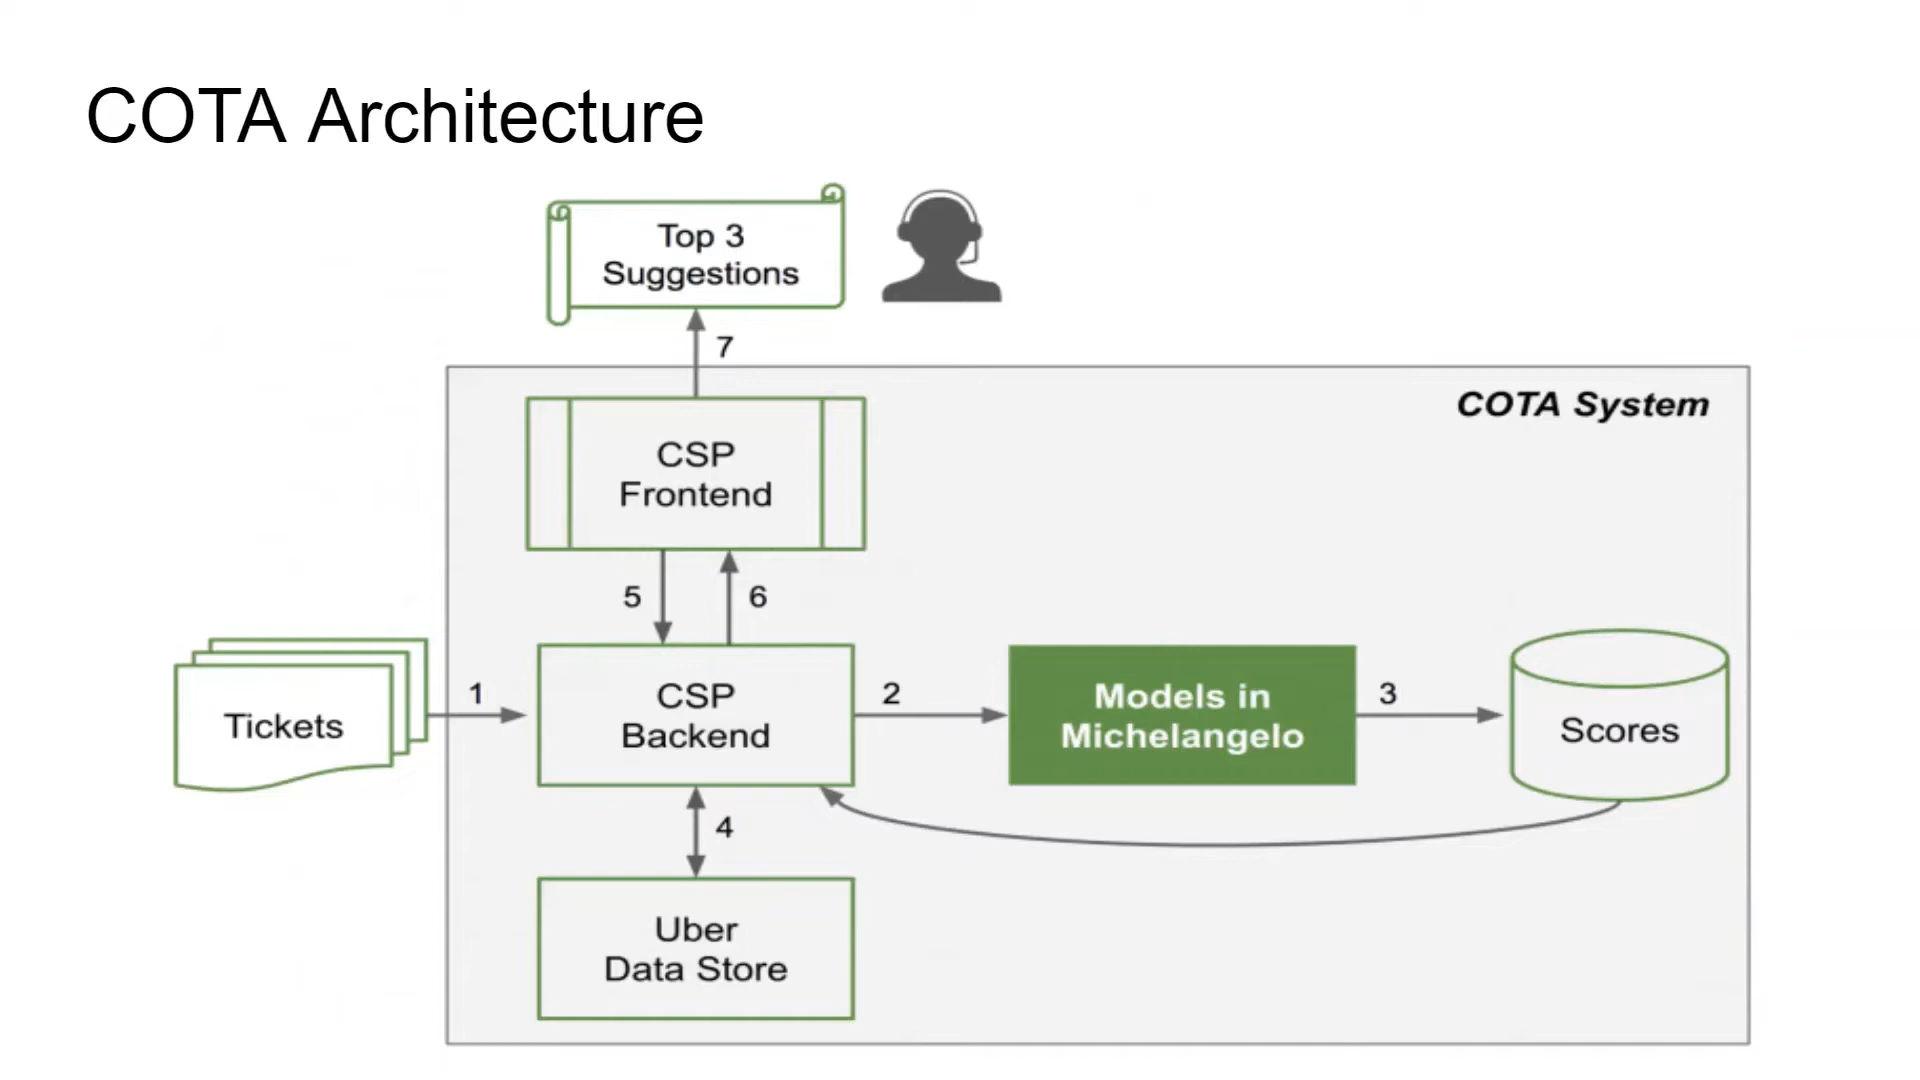 COTA Architecture
Top 3
Suggestions
7
COTA System
CSP
Frontend
5
6
Tickets
1
CSP
Backend
2
Models in
Michelangelo
3
Scores
4
Uber
Data Store